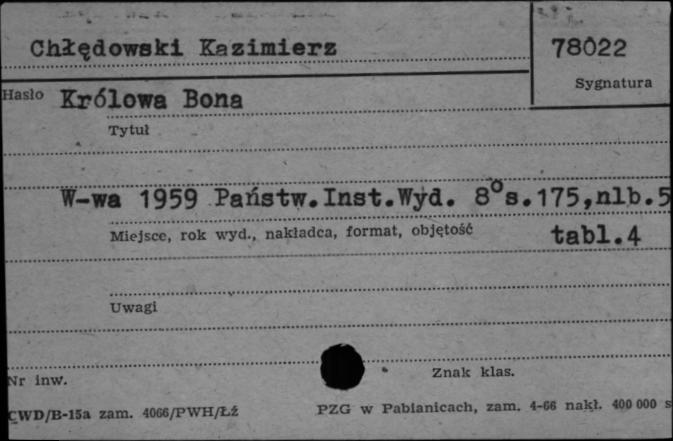 Chłędowski Kazimierz 78022
Sygnatura
Hasło Królowa Bona
Tytuł
W-wa 1959 Państw.Inst.Wyd. 8°s.175,nlb.5
Miejsce, rok wyd., nakładca, format, objętość tabl.4
Uwagi
Nr inw. Znak klas.
CWD/B-15a zam. 4066/PWH/Łź PZG w Pabianicach, zam. 4-66 nakł. 400 000 s